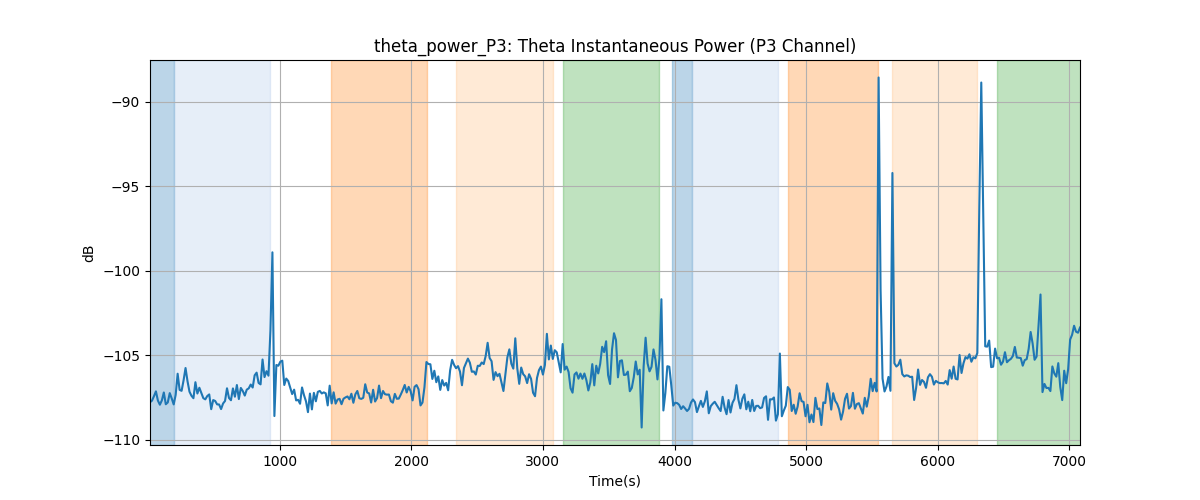 theta_power_P3: Theta Instantaneous Power (P3 Channel)
−90
−95
−100
−105
−110
dB
1000 2000 3000 4000 5000 6000 7000
Time(s)